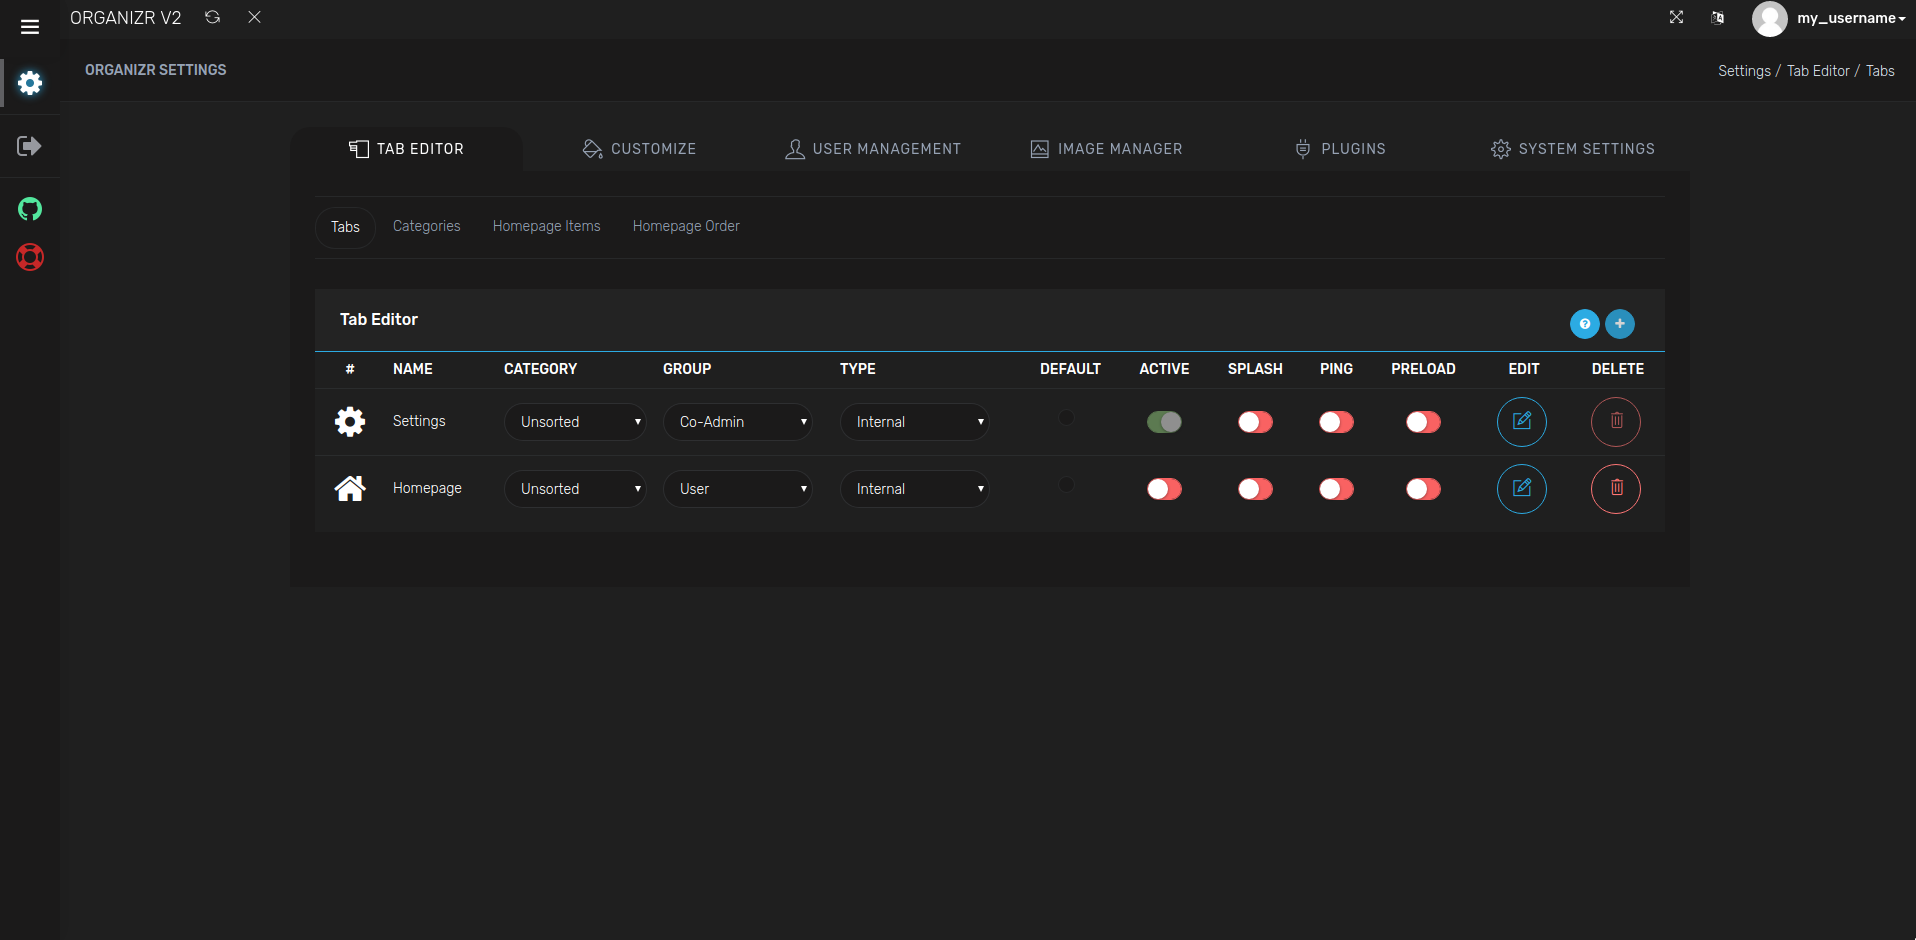 ORGANIZR V2
my_username
ORGANIZR SETTINGS
Settings / Tab Editor / Tabs
TAB EDITOR CUSTOMIZE USER MANAGEMENT IMAGE MANAGER PLUGINS SYSTEM SETTINGS
Tabs Categories Homepage Items Homepage Order
Tab Editor
# NAME CATEGORY GROUP TYPE DEFAULT ACTIVE SPLASH PING PRELOAD EDIT DELETE
Settings Unsorted Co-Admin Internal
Homepage Unsorted User Internal